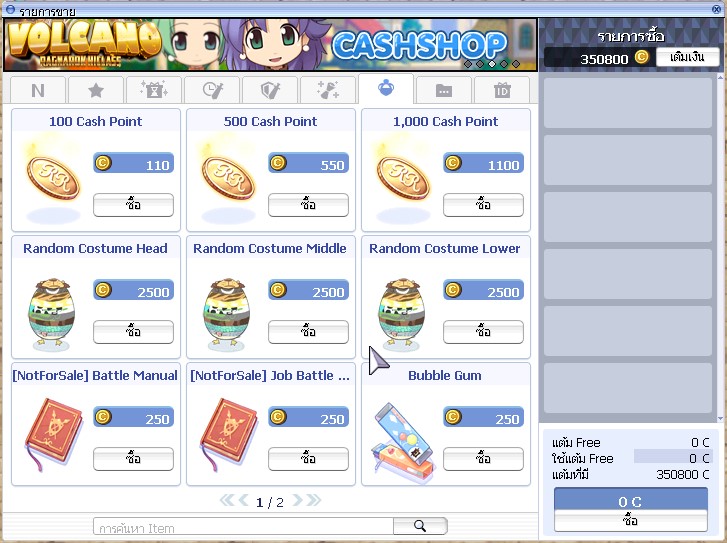 รายการขาย
VOLCANO
RAGNAROK HICLASS
CASHSHOP
รายการซื้อ
350800 C
เติมเงิน
N
ID
100 Cash Point
500 Cash Point
1,000 Cash Point
C 110
C 550
C 1100
ซื้อ
ซื้อ
ซื้อ
Random Costume Head
Random Costume Middle
Random Costume Lower
C 2500
C 2500
C 2500
ซื้อ
ซื้อ
ซื้อ
[NotForSale] Battle Manual
[NotForSale] Job Battle ...
Bubble Gum
C 250
C 250
C 250
ซื้อ
ซื้อ
ซื้อ
1 / 2
การค้นหา Item
แต้ม Free 0 C
ใช้แต้ม Free 0 C
แต้มที่มี 350800 C
0 C
ซื้อ